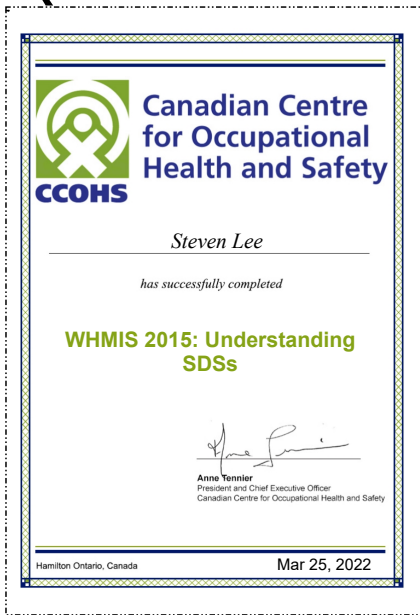 Canadian Centre
for Occupational
Health and Safety
CCOHS
Steven Lee
has successfully completed
WHMIS 2015: Understanding
SDSs
Anne Tennier
President and Chief Executive Officer
Canadian Centre for Occupational Health and Safety
Hamilton Ontario, Canada
Mar 25, 2022